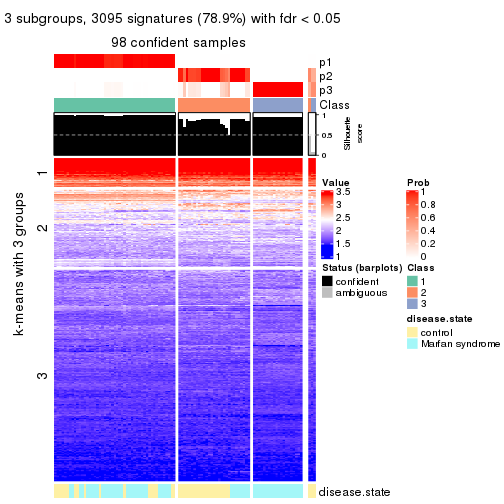 3 subgroups, 3095 signatures (78.9%) with fdr < 0.05
98 confident samples
p1
p2
p3
Class
1
0.5
0
Silhouette
score
k-means with 3 groups
1
2
3
Value
3.5
3
2.5
2
1.5
1
Prob
1
0.8
0.6
0.4
0.2
0
Status (barplots)
confident
ambiguous
Class
1
2
3
disease.state
control
Marfan syndrome
disease.state